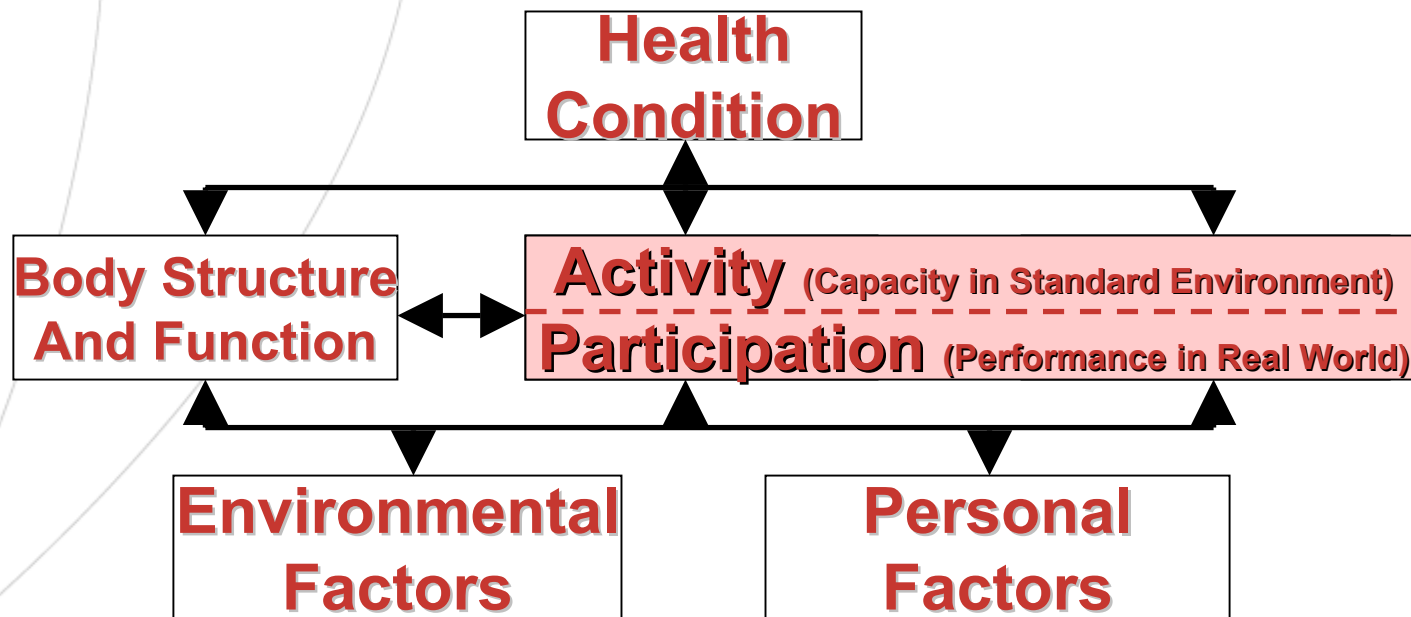 Health
Condition
Body Structure
And Function
Activity (Capacity in Standard Environment)
Participation (Performance in Real World)
Environmental
Factors
Personal
Factors